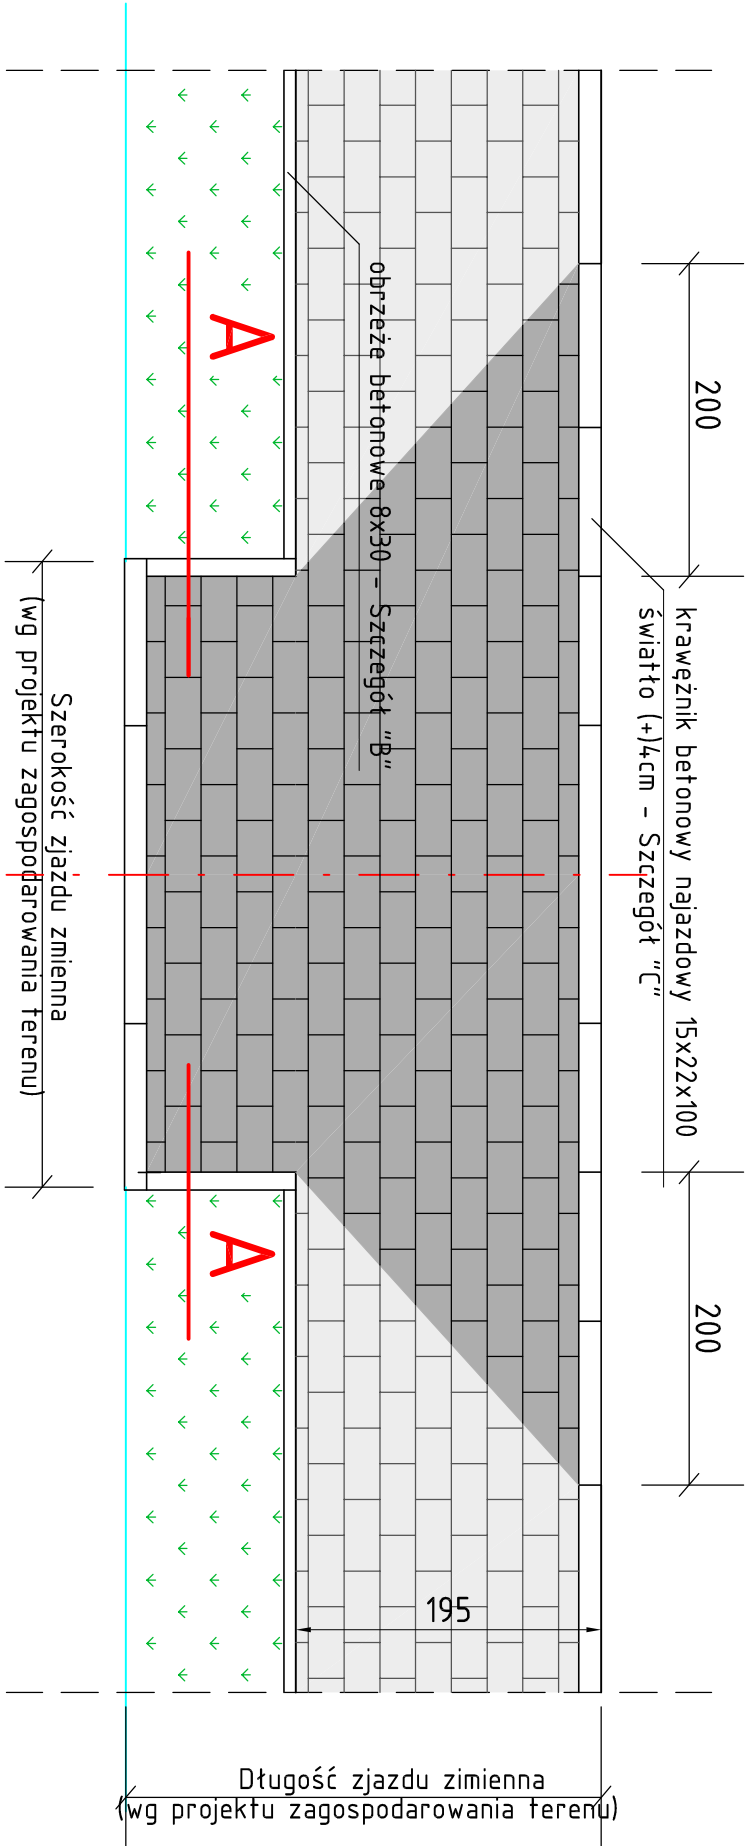 200
krawężnik betonowy najazdowy 15x22x100
światło (+)4cm - Szczegół "C"
200
obrzeże betonowe 8x30 - Szczegół "B"
A
A
Szerokość zjazdu zmienna
(wg projektu zagospodarowania terenu)
195
Długość zjazdu zimienna
(wg projektu zagospodarowania terenu)